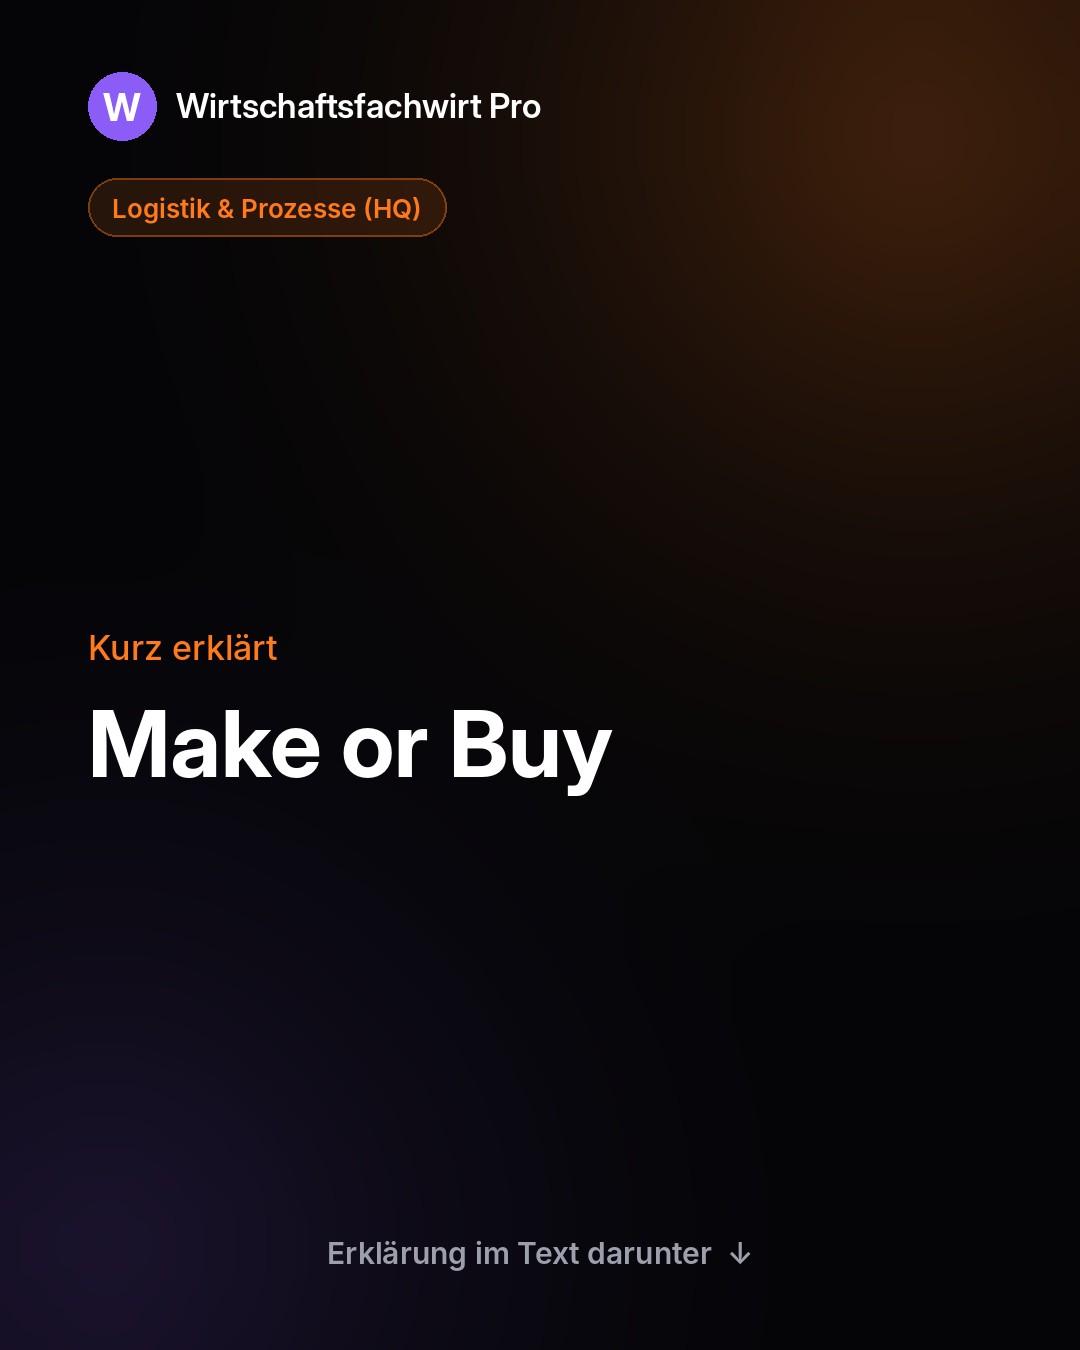 W Wirtschaftsfachwirt Pro
Logistik & Prozesse (HQ)
Kurz erklärt
Make or Buy
Erklärung im Text darunter ↓